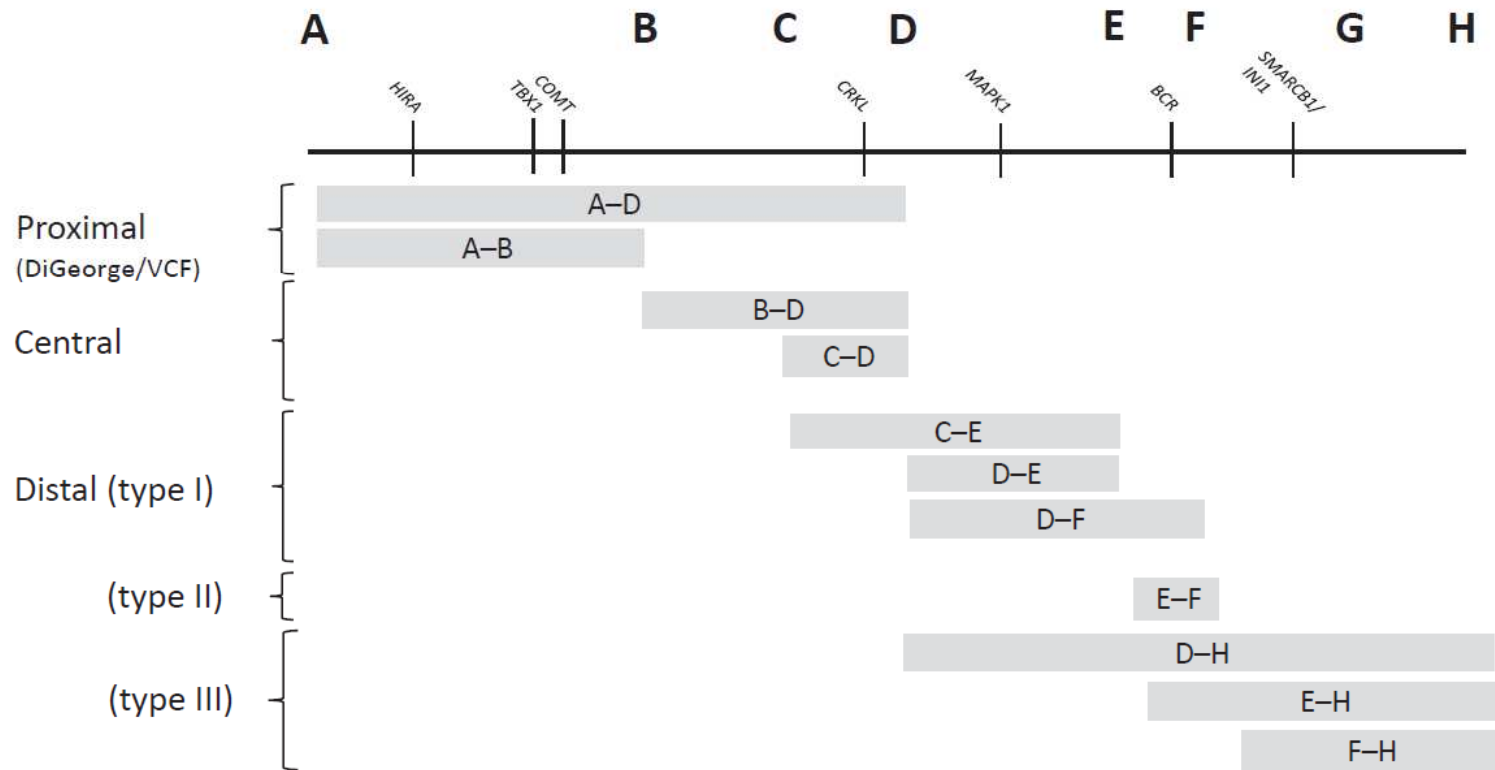 A B C D E F G H
HIRA TBX1 COMT CRKL MAPK1 BCR SMARCB1/
INI1
A–D
Proximal
(DiGeorge/VCF)
A–B
B–D
Central
C–D
C–E
Distal (type I)
D–E
D–F
(type II)
E–F
D–H
(type III)
E–H
F–H